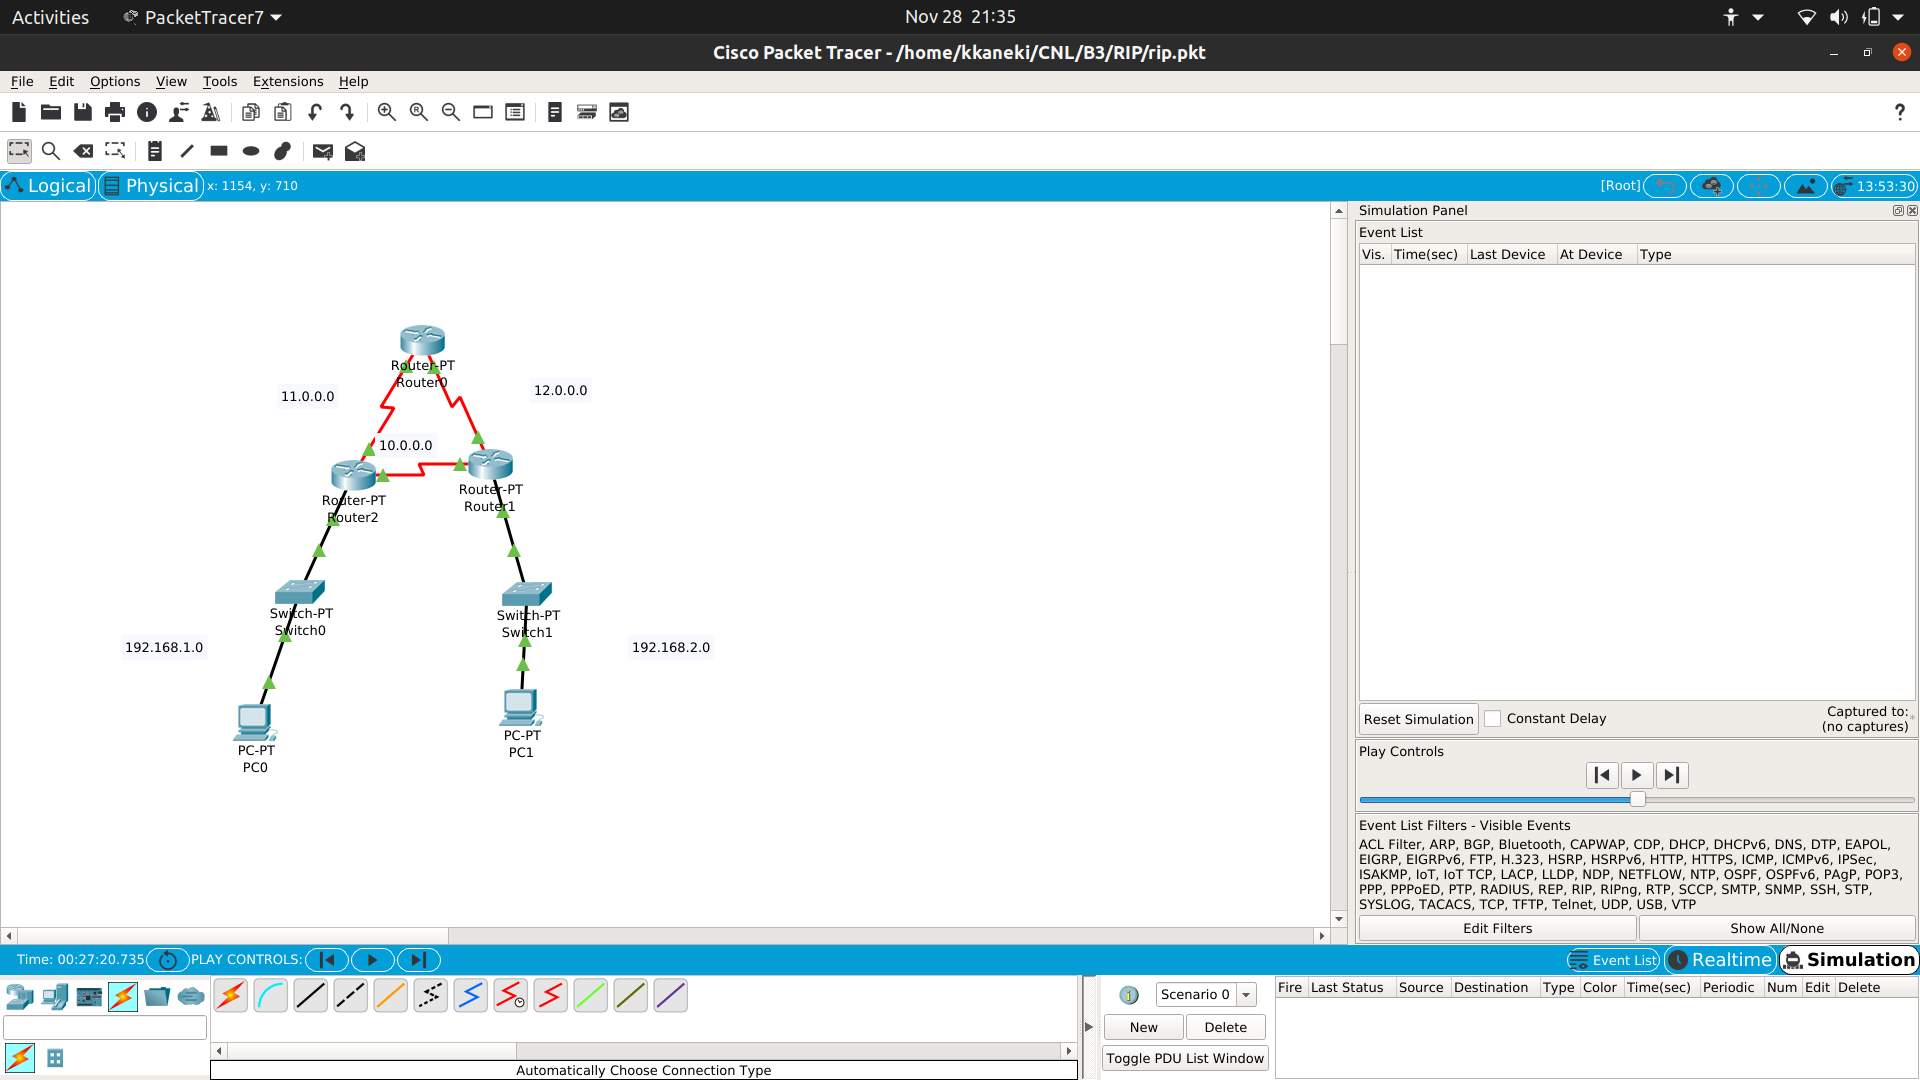 Activities PacketTracer7 Nov 28 21:35
Cisco Packet Tracer - /home/kkaneki/CNL/B3/RIP/rip.pkt
File Edit Options View Tools Extensions Help
?
Logical Physical x: 1154, y: 710 [Root] 13:53:30
Simulation Panel
Event List
Vis. Time(sec) Last Device At Device Type
Router-PT
Router0
11.0.0.0
12.0.0.0
10.0.0.0
Router-PT
Router2
Router-PT
Router1
Switch-PT
Switch0
Switch-PT
Switch1
192.168.1.0
192.168.2.0
PC-PT
PC0
PC-PT
PC1
Reset Simulation Constant Delay Captured to:
(no captures)
Play Controls
Event List Filters - Visible Events
ACL Filter, ARP, BGP, Bluetooth, CAPWAP, CDP, DHCP, DHCPv6, DNS, DTP, EAPOL,
EIGRP, EIGRPv6, FTP, H.323, HSRP, HSRPv6, HTTP, HTTPS, ICMP, ICMPv6, IPSec,
ISAKMP, IoT, IoT TCP, LACP, LLDP, NDP, NETFLOW, NTP, OSPF, OSPFv6, PAgP, POP3,
PPP, PPPoED, PTP, RADIUS, REP, RIP, RIPng, RTP, SCCP, SMTP, SNMP, SSH, STP,
SYSLOG, TACACS, TCP, TFTP, Telnet, UDP, USB, VTP
Edit Filters Show All/None
Time: 00:27:20.735 PLAY CONTROLS: Event List Realtime Simulation
Scenario 0
New Delete
Toggle PDU List Window
Fire Last Status Source Destination Type Color Time(sec) Periodic Num Edit Delete
Automatically Choose Connection Type